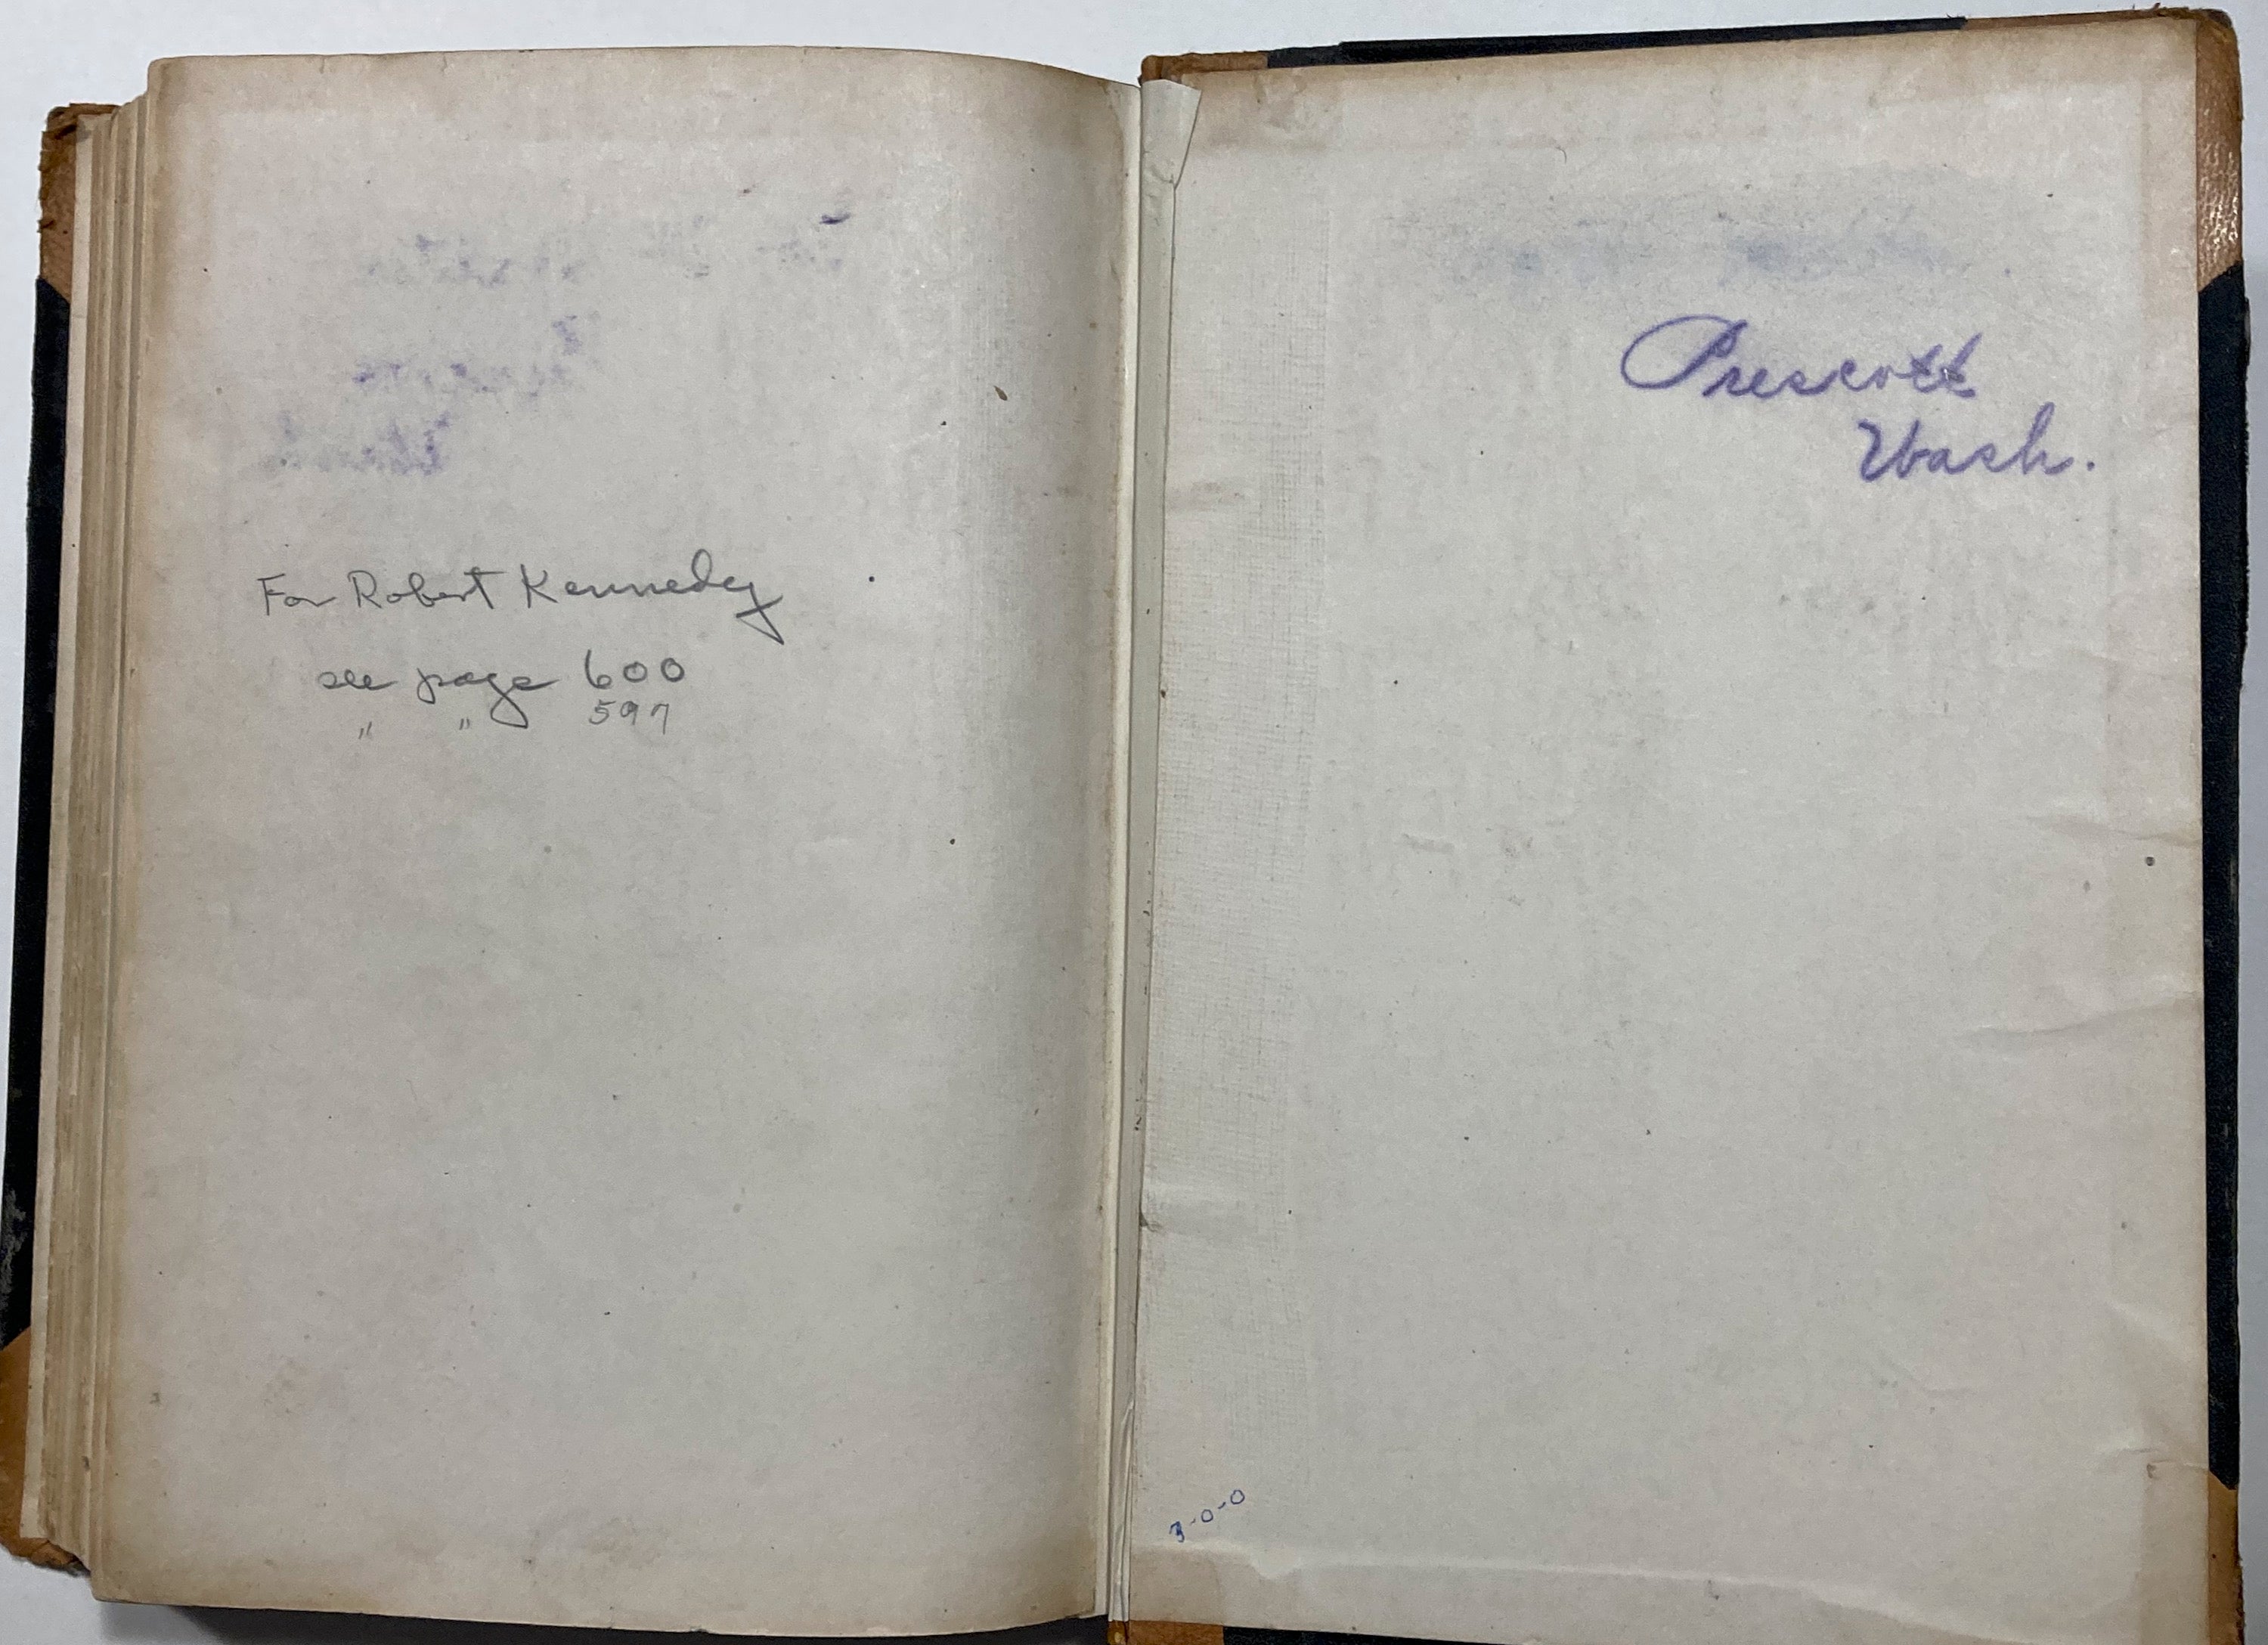 For Robert Kennedy
see page 600
" " 597
Prescott
Wash.
3-0-0